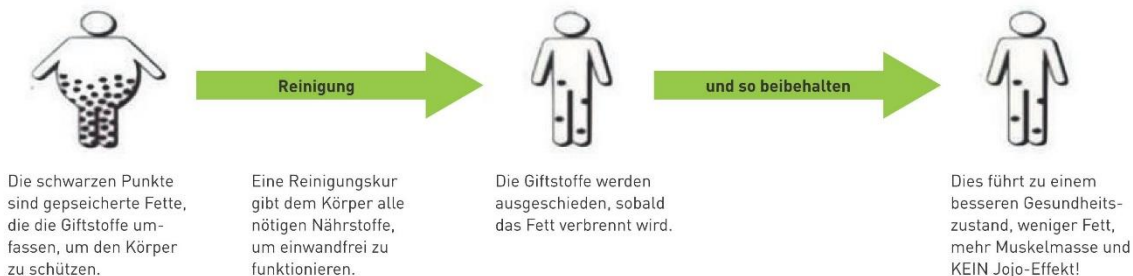 Reinigung
und so beibehalten
Die schwarzen Punkte
sind gepseicherte Fette,
die die Giftstoffe um-
fassen, um den Körper
zu schützen.
Eine Reinigungskur
gibt dem Körper alle
nötigen Nährstoffe,
um einwandfrei zu
funktionieren.
Die Giftstoffe werden
ausgeschieden, sobald
das Fett verbrennt wird.
Dies führt zu einem
besseren Gesundheits-
zustand, weniger Fett,
mehr Muskelmasse und
KEIN Jojo-Effekt!